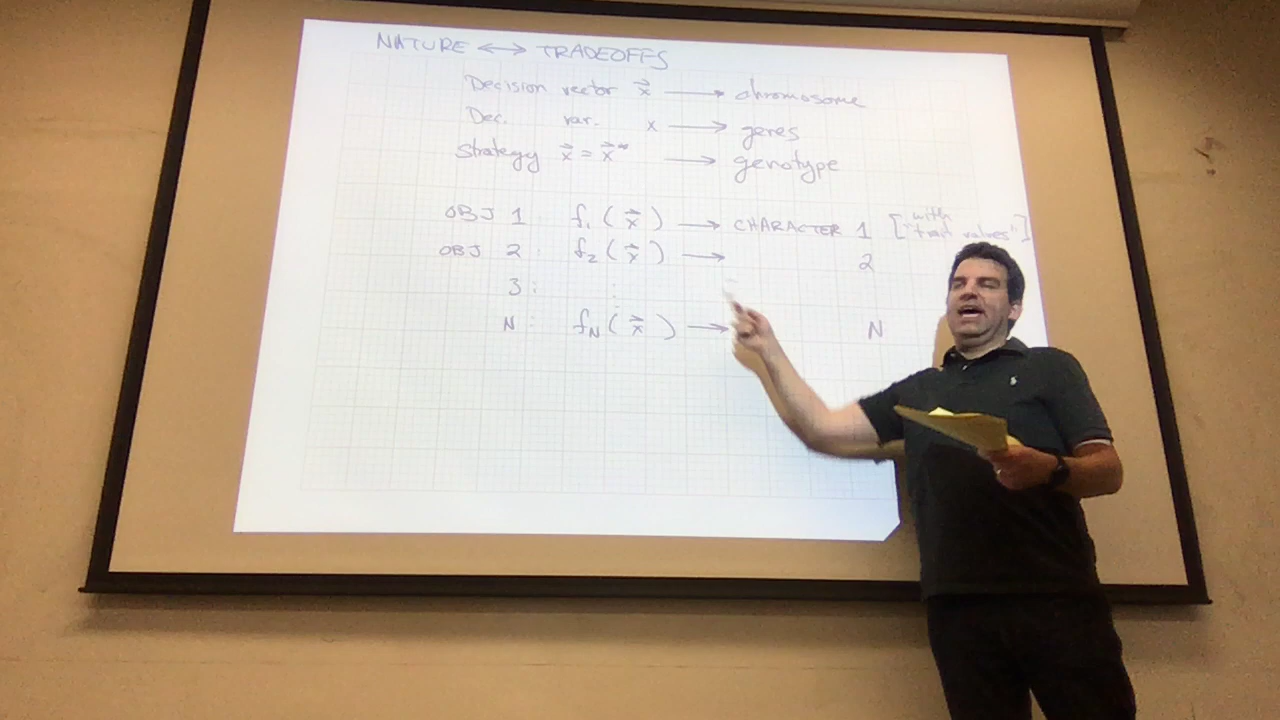 NATURE ↔ TRADEOFFS
Decision vector x⃗ → chromosome
Dec. var. x → genes
Strategy x⃗ = x⃗* → genotype
OBJ 1 : f₁(x⃗) → CHARACTER 1 [with "trait values"]
OBJ 2 : f₂(x⃗) → 2
3 : :
N f_N(x⃗) → N